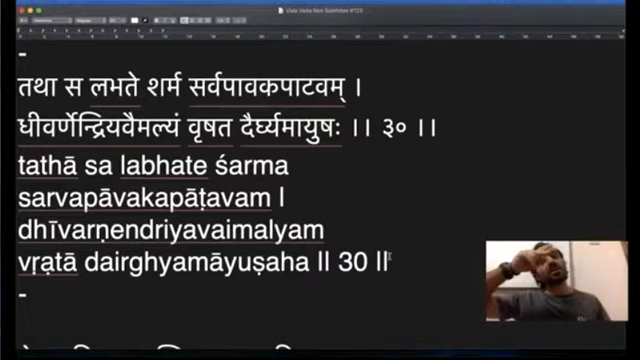 तथा स लभते शर्म सर्वपावकपाटवम् ।
धीवर्णेन्द्रियवैमल्यं वृषत दैर्घ्यमायुषः ।। ३० ।।
tathā sa labhate śarma
sarvapāvakapāṭavam l
dhīvarṇendriyavaimalyam
vṛṣatā dairghyamāyuṣaha ll 30 ll